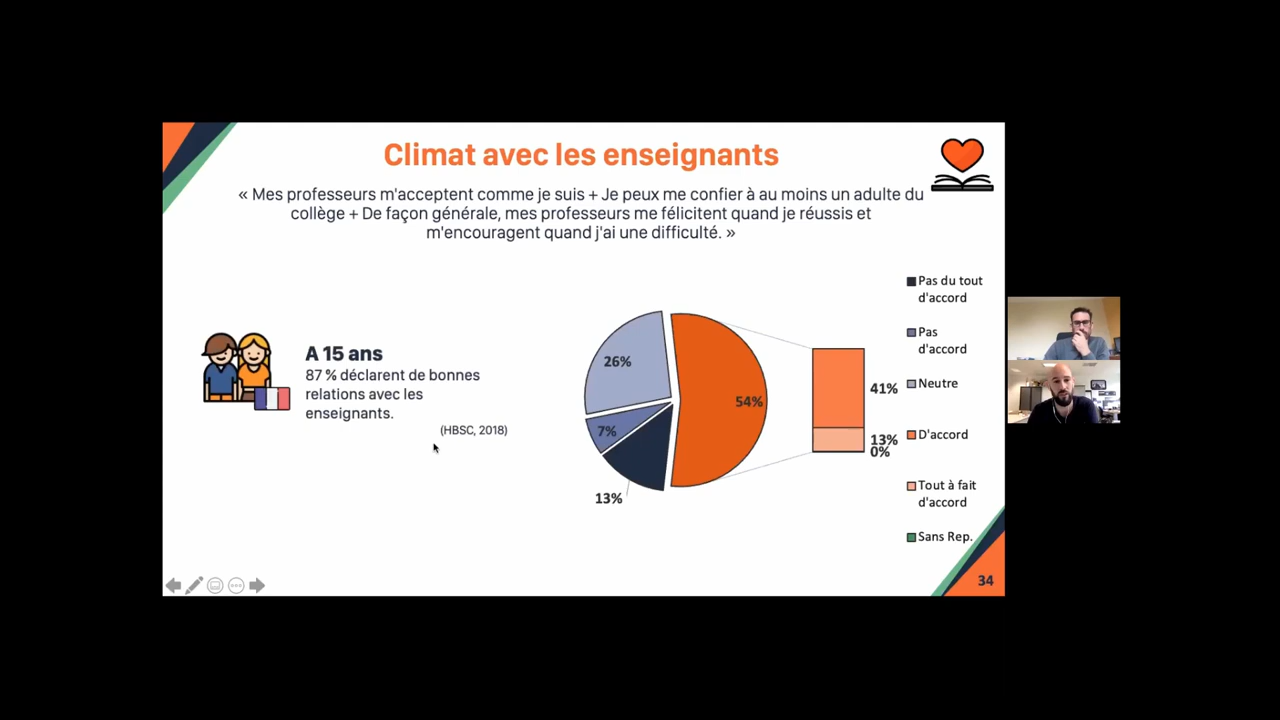 Climat avec les enseignants
« Mes professeurs m'acceptent comme je suis + Je peux me confier à au moins un adulte du
collège + De façon générale, mes professeurs me félicitent quand je réussis et
m'encouragent quand j'ai une difficulté. »
A 15 ans
87 % déclarent de bonnes
relations avec les
enseignants.
(HBSC, 2018)
26%
7%
13%
54%
41%
13%
0%
Pas du tout
d'accord
Pas
d'accord
Neutre
D'accord
Tout à fait
d'accord
Sans Rep.
34